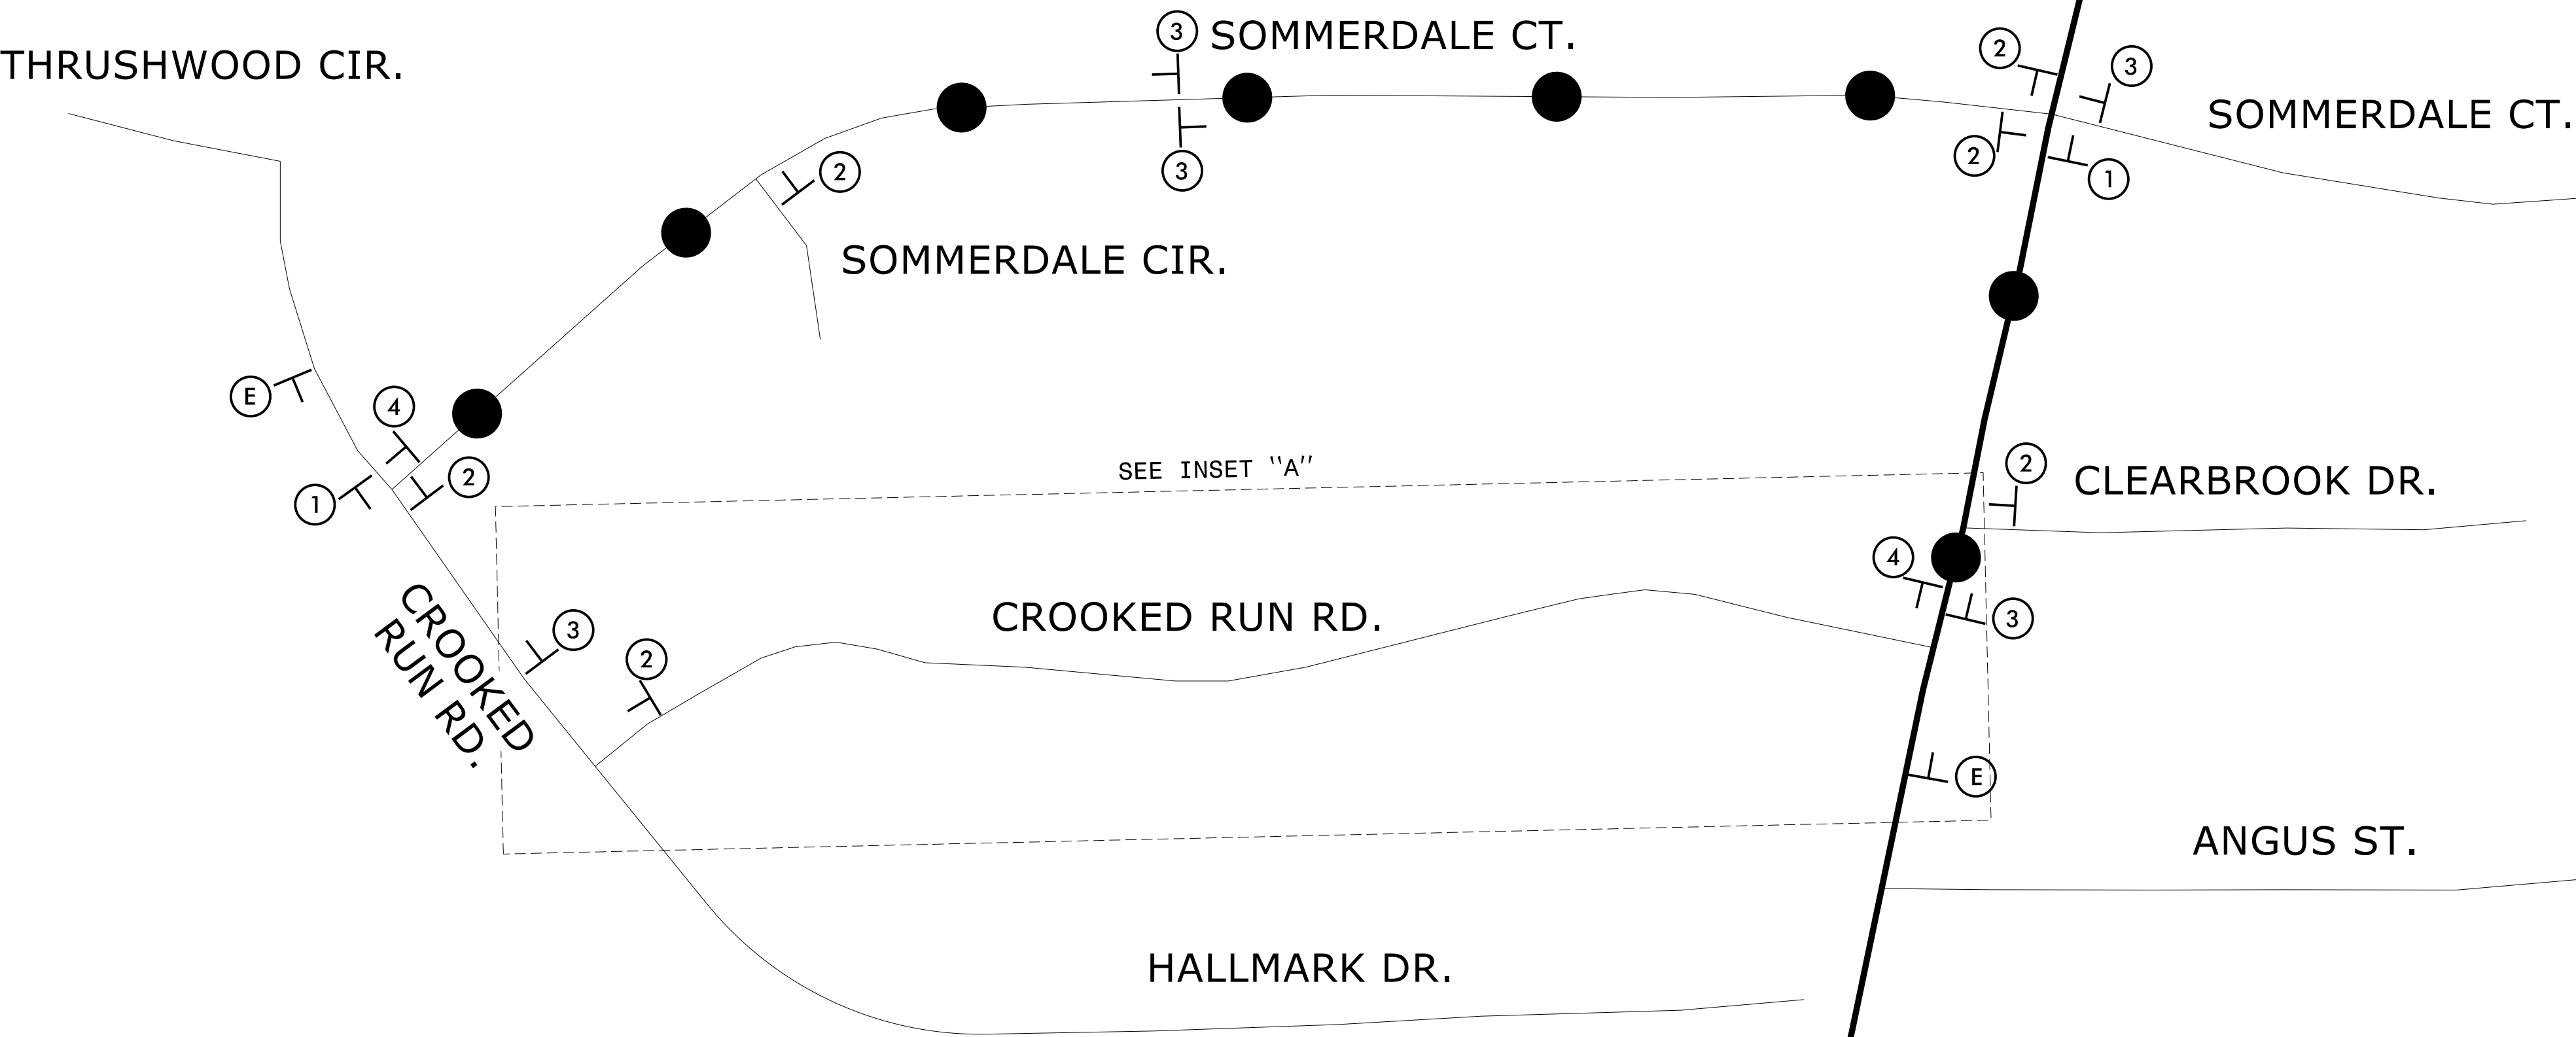 3
SOMMERDALE CT.
2
3
THRUSHWOOD CIR.
SOMMERDALE CT.
2
3
2
1
SOMMERDALE CIR.
E
4
2
1
SEE INSET "A"
2
CLEARBROOK DR.
4
3
CROOKED
RUN RD.
3
2
CROOKED RUN RD.
E
ANGUS ST.
HALLMARK DR.